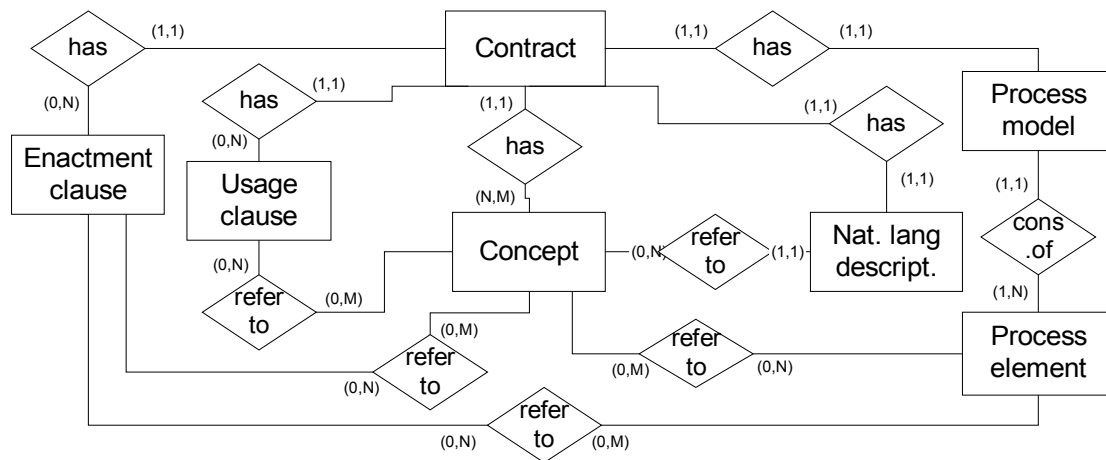 has
(1,1)
Contract
(1,1)
has
(1,1)
(0,N)
has
(1,1)
(0,N)
(1,1)
has
(N,M)
(1,1)
has
(1,1)
Process
model
Enactment
clause
Usage
clause
(0,N)
refer
to
(0,M)
Concept
(0,N)
refer
to
(1,1)
Nat. lang
descript.
(1,1)
cons
.of
(1,N)
(0,M)
refer
to
(0,N)
(0,M)
refer
to
(0,N)
Process
element
(0,N)
refer
to
(0,M)